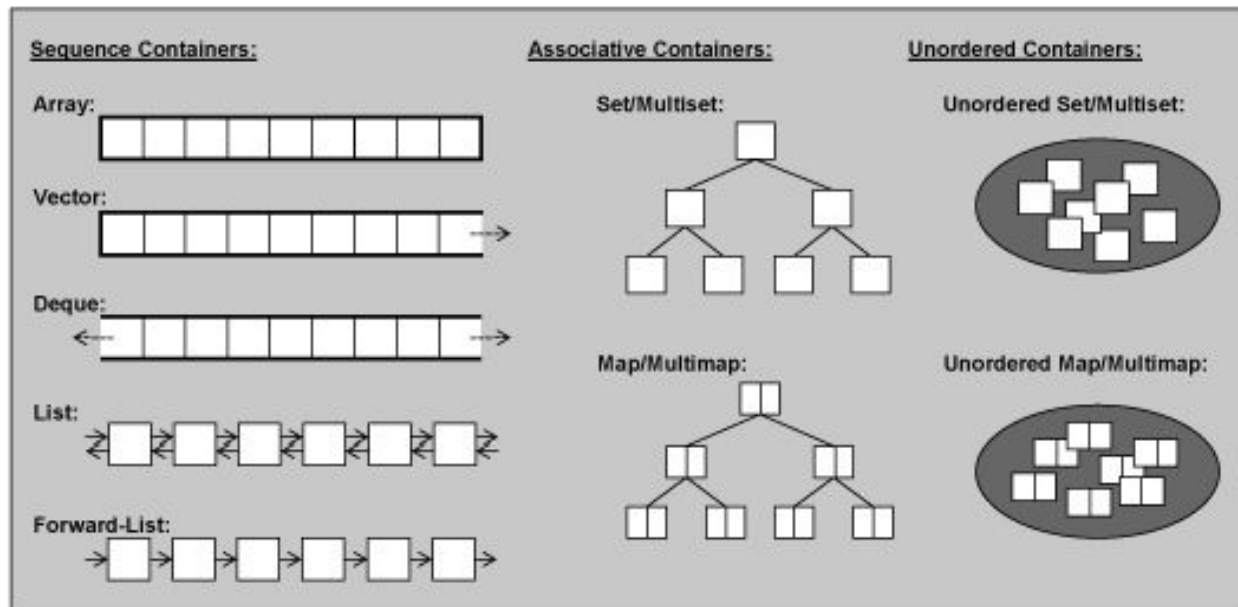 Sequence Containers:
Array:
Vector:
Deque:
List:
Forward-List:
Associative Containers:
Set/Multiset:
Map/Multimap:
Unordered Containers:
Unordered Set/Multiset:
Unordered Map/Multimap: